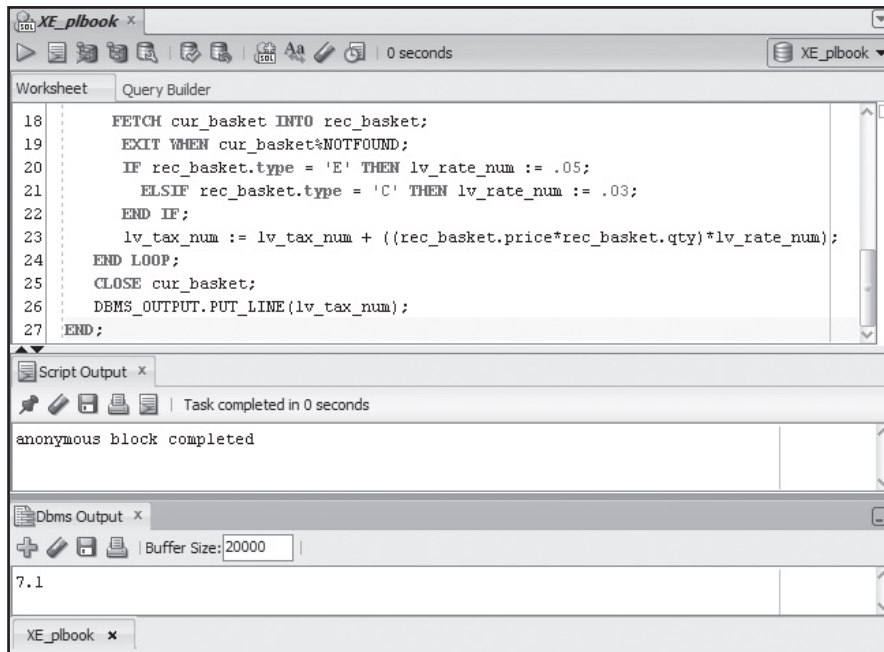 XE_plbook x
SQL Aa 0 seconds XE_plbook
Worksheet Query Builder
18 FETCH cur_basket INTO rec_basket;
19 EXIT WHEN cur_basket%NOTFOUND;
20 IF rec_basket.type = 'E' THEN lv_rate_num := .05;
21 ELSIF rec_basket.type = 'C' THEN lv_rate_num := .03;
22 END IF;
23 lv_tax_num := lv_tax_num + ((rec_basket.price*rec_basket.qty)*lv_rate_num);
24 END LOOP;
25 CLOSE cur_basket;
26 DBMS_OUTPUT.PUT_LINE(lv_tax_num);
27 END;
Script Output x
Task completed in 0 seconds
anonymous block completed
Dbms Output x
Buffer Size: 20000
7.1
XE_plbook x